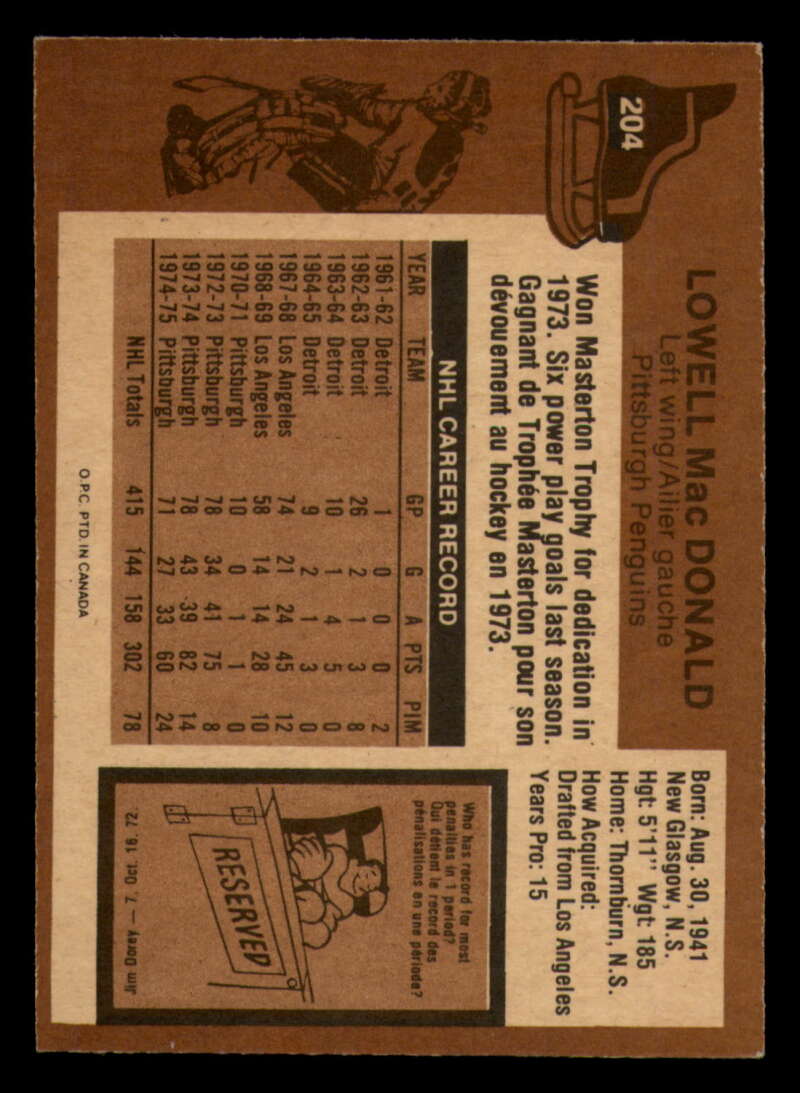 204
LOWELL Mac DONALD
Left wing/Ailier gauche
Pittsburgh Penguins
Born: Aug. 30, 1941
New Glasgow, N.S.
Hgt: 5'11" Wgt: 185
Home: Thornburn, N.S.
How Acquired:
Drafted from Los Angeles
Years Pro: 15
Won Masterton Trophy for dedication in
1973. Six power play goals last season.
Gagnant de Trophée Masterton pour son
dévouement au hockey en 1973.
NHL CAREER RECORD
YEAR TEAM GP G A PTS PIM
1961-62 Detroit 1 0 0 0 2
1962-63 Detroit 26 2 1 3 8
1963-64 Detroit 10 1 4 5 0
1964-65 Detroit 9 2 1 3 0
1967-68 Los Angeles 74 21 24 45 12
1968-69 Los Angeles 58 14 14 28 10
1970-71 Pittsburgh 10 0 1 1 0
1972-73 Pittsburgh 78 34 41 75 8
1973-74 Pittsburgh 78 43 39 82 14
1974-75 Pittsburgh 71 27 33 60 24
NHL Totals 415 144 158 302 78
O.P.C. PTD. IN CANADA
Who has record for most
penalties in 1 period?
Qui détient le record des
pénalisations en une période?
RESERVED
Jim Dorey — 7. Oct. 16. '72.